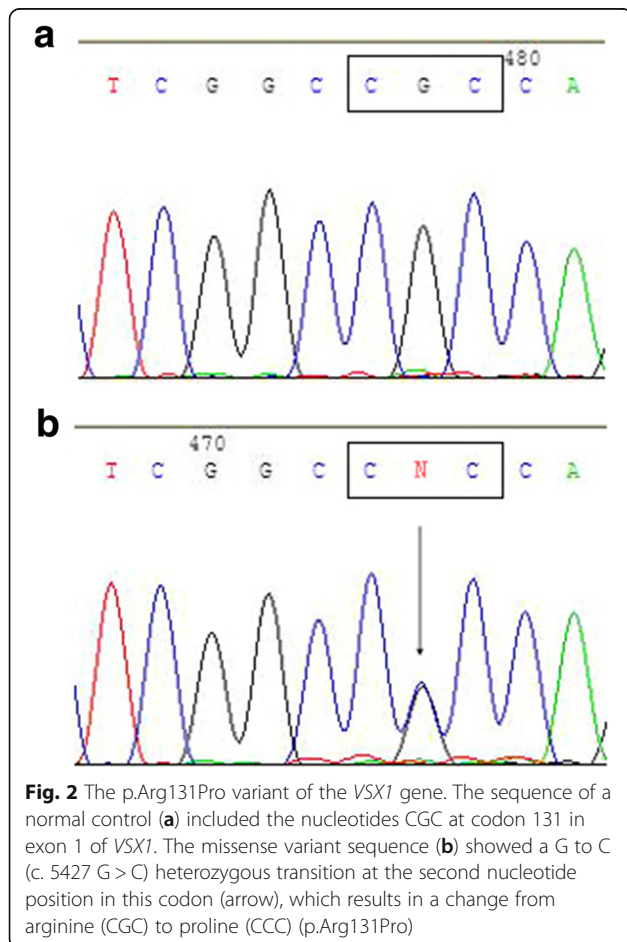 a
480
T C G G C C G C C A
b
470
T C G G C C N C C A
Fig. 2 The p.Arg131Pro variant of the VSX1 gene. The sequence of a
normal control (a) included the nucleotides CGC at codon 131 in
exon 1 of VSX1. The missense variant sequence (b) showed a G to C
(c. 5427 G > C) heterozygous transition at the second nucleotide
position in this codon (arrow), which results in a change from
arginine (CGC) to proline (CCC) (p.Arg131Pro)